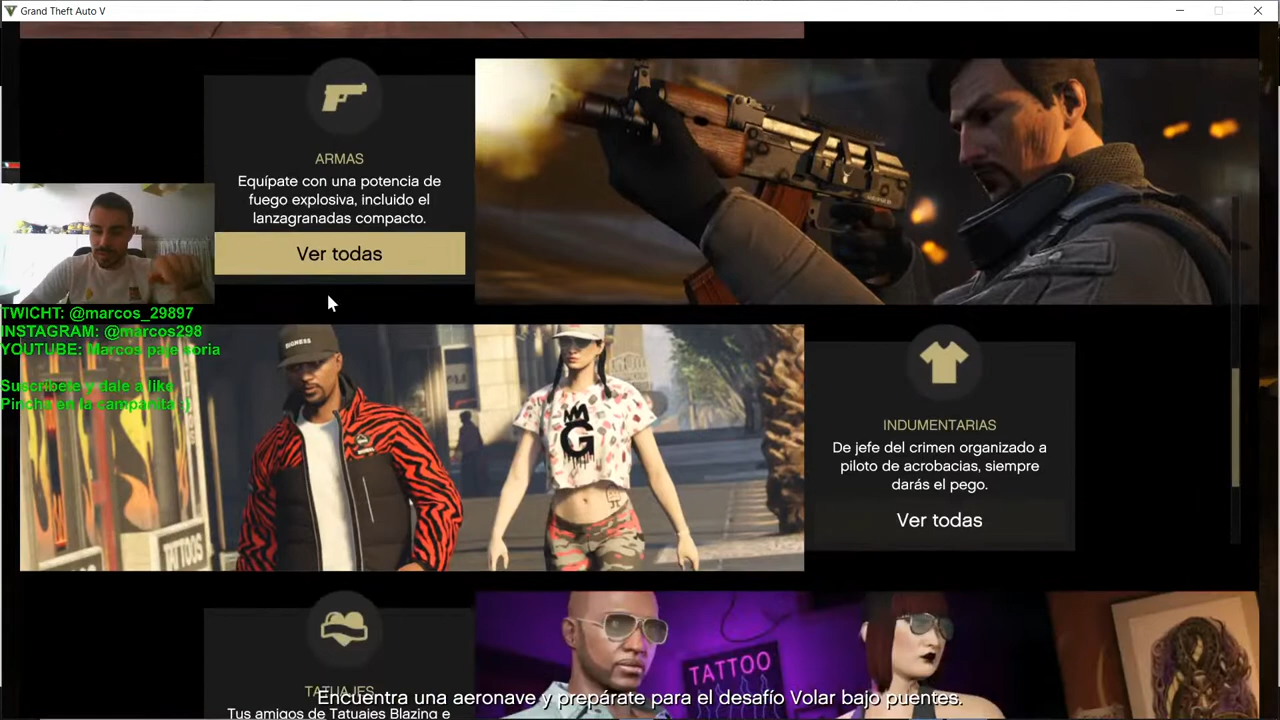 Grand Theft Auto V
ARMAS
Equípate con una potencia de
fuego explosiva, incluido el
lanzagranadas compacto.
Ver todas
TWICHT: @marcos_29897
INSTAGRAM: @marcos298
YOUTUBE: Marcos paje soria
Suscribete y dale a like
Pincha en la campanita :)
BIGNESS
G
TATTOOS
INDUMENTARIAS
De jefe del crimen organizado a
piloto de acrobacias, siempre
darás el pego.
Ver todas
TATTOO
TATUAJES
Tus amigos de Tatuajes Blazing e
Encuentra una aeronave y prepárate para el desafío Volar bajo puentes.